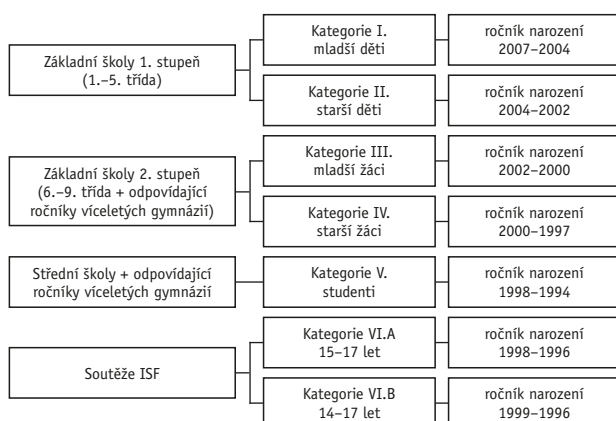 Základní školy 1. stupeň
(1.–5. třída)
Kategorie I.
mladší děti
ročník narození
2007–2004
Kategorie II.
starší děti
ročník narození
2004–2002
Základní školy 2. stupeň
(6.–9. třída + odpovídající
ročníky víceletých gymnázií)
Kategorie III.
mladší žáci
ročník narození
2002–2000
Kategorie IV.
starší žáci
ročník narození
2000–1997
Střední školy + odpovídající
ročníky víceletých gymnázií
Kategorie V.
studenti
ročník narození
1998–1994
Soutěže ISF
Kategorie VI.A
15–17 let
ročník narození
1998–1996
Kategorie VI.B
14–17 let
ročník narození
1999–1996